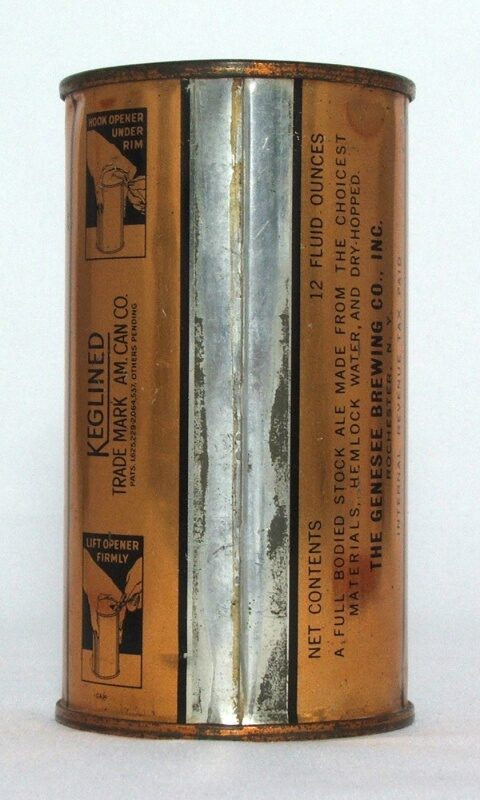 HOOK OPENER
UNDER
RIM
KEGLINED
TRADE MARK AM. CAN CO.
PATS. 1,625,229-2,064,537, OTHERS PENDING
LIFT OPENER
FIRMLY
NET CONTENTS 12 FLUID OUNCES
A FULL BODIED STOCK ALE MADE FROM THE CHOICEST
MATERIALS, HEMLOCK WATER, AND DRY-HOPPED.
THE GENESEE BREWING CO., INC.
ROCHESTER, N. Y.
INTERNAL REVENUE TAX PAID